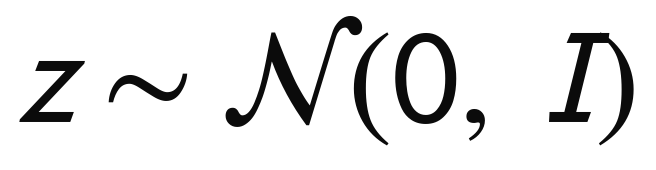 z ∼ 𝒩(0, I)